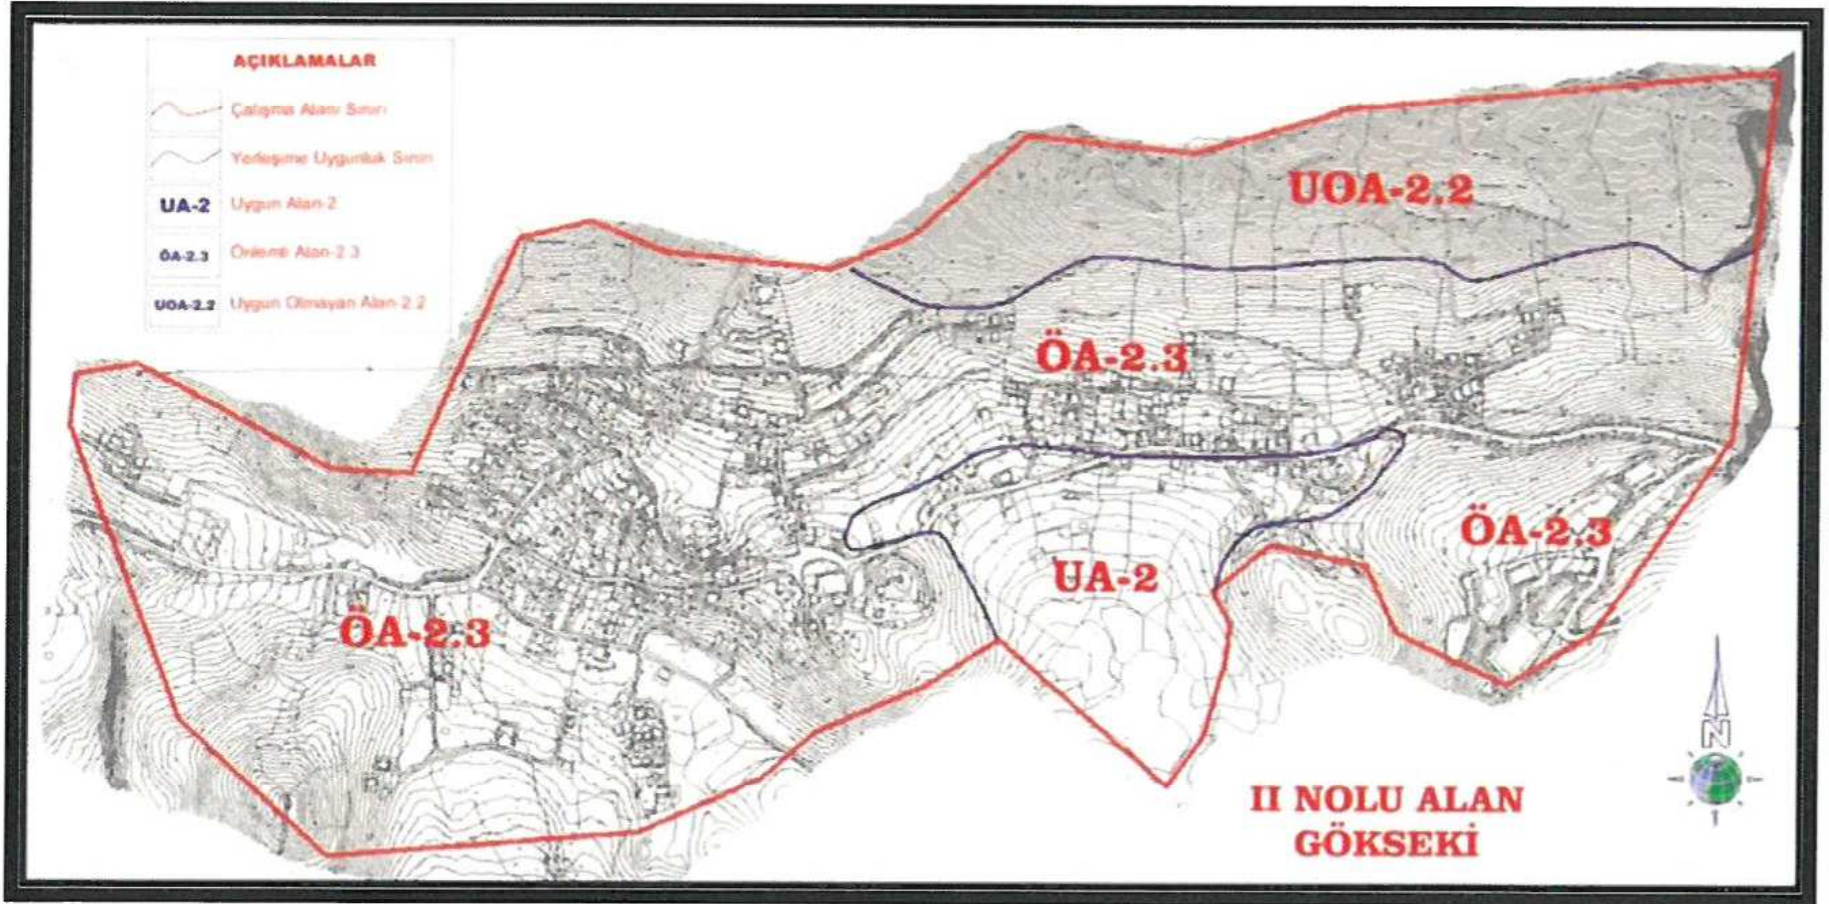 AÇIKLAMALAR
Çalışma Alanı Sınırı
Yerleşime Uygunluk Sınırı
UA-2 Uygun Alan-2
ÖA-2.3 Önlemli Alan-2.3
UOA-2.2 Uygun Olmayan Alan-2.2
UOA-2.2
ÖA-2.3
ÖA-2.3
UA-2
ÖA-2.3
N
II NOLU ALAN
GÖKSEKİ